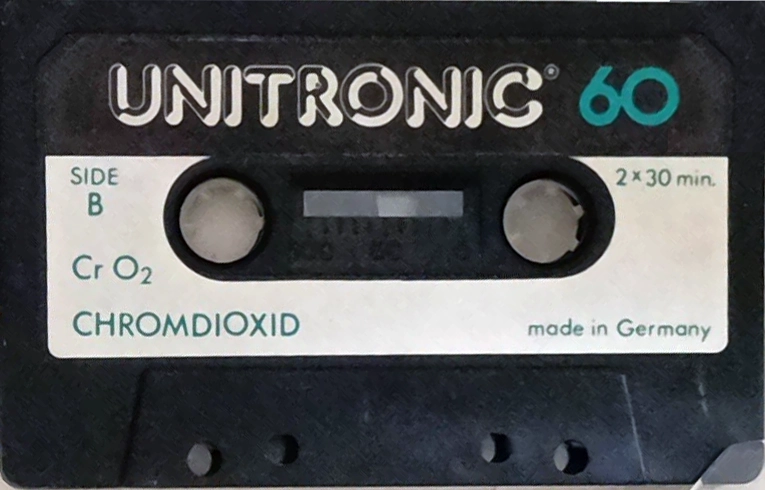 UNITRONIC® 60
SIDE
B
2 x 30 min.
Cr O2
CHROMDIOXID
made in Germany